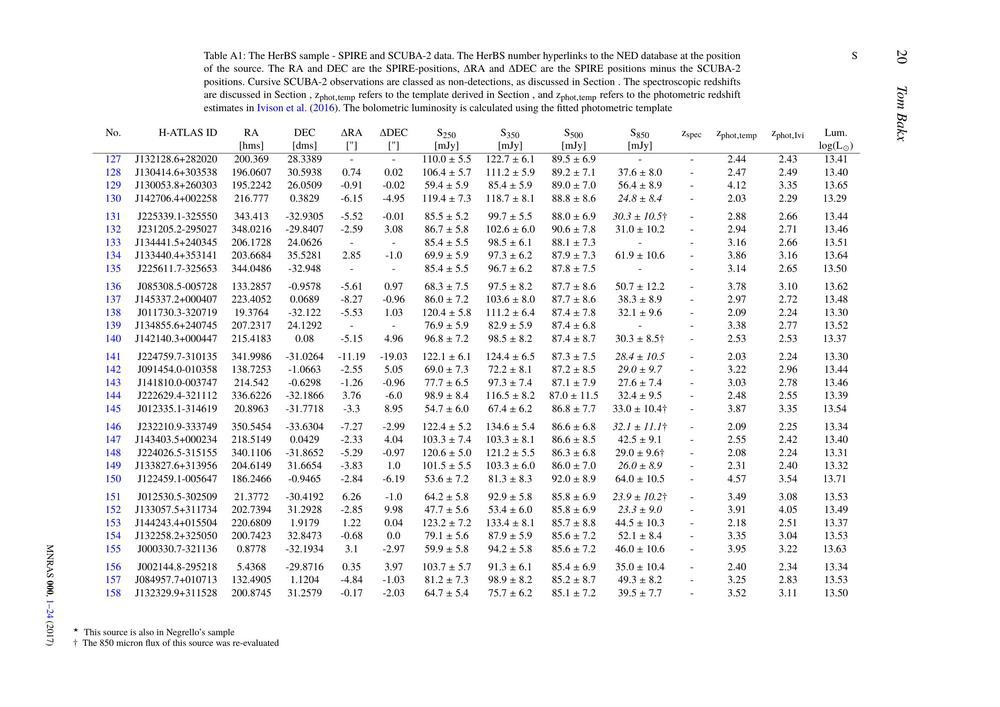 20 Tom Bakx
S
Table A1: The HerBS sample - SPIRE and SCUBA-2 data. The HerBS number hyperlinks to the NED database at the position
of the source. The RA and DEC are the SPIRE-positions, ΔRA and ΔDEC are the SPIRE positions minus the SCUBA-2
positions. Cursive SCUBA-2 observations are classed as non-detections, as discussed in Section . The spectroscopic redshifts
are discussed in Section , zphot,temp refers to the template derived in Section , and zphot,temp refers to the photometric redshift
estimates in Ivison et al. (2016). The bolometric luminosity is calculated using the fitted photometric template
No. H-ATLAS ID RA DEC ΔRA ΔDEC S250 S350 S500 S850 zspec zphot,temp zphot,Ivi Lum.
[hms] [dms] ["] ["] [mJy] [mJy] [mJy] [mJy] log(L⊙)
127 J132128.6+282020 200.369 28.3389 - - 110.0 ± 5.5 122.7 ± 6.1 89.5 ± 6.9 - - 2.44 2.43 13.41
128 J130414.6+303538 196.0607 30.5938 0.74 0.02 106.4 ± 5.7 111.2 ± 5.9 89.2 ± 7.1 37.6 ± 8.0 - 2.47 2.49 13.40
129 J130053.8+260303 195.2242 26.0509 -0.91 -0.02 59.4 ± 5.9 85.4 ± 5.9 89.0 ± 7.0 56.4 ± 8.9 - 4.12 3.35 13.65
130 J142706.4+002258 216.777 0.3829 -6.15 -4.95 119.4 ± 7.3 118.7 ± 8.1 88.8 ± 8.6 24.8 ± 8.4 - 2.03 2.29 13.29
131 J225339.1-325550 343.413 -32.9305 -5.52 -0.01 85.5 ± 5.2 99.7 ± 5.5 88.0 ± 6.9 30.3 ± 10.5† - 2.88 2.66 13.44
132 J231205.2-295027 348.0216 -29.8407 -2.59 3.08 86.7 ± 5.8 102.6 ± 6.0 90.6 ± 7.8 31.0 ± 10.2 - 2.94 2.71 13.46
133 J134441.5+240345 206.1728 24.0626 - - 85.4 ± 5.5 98.5 ± 6.1 88.1 ± 7.3 - - 3.16 2.66 13.51
134 J133440.4+353141 203.6684 35.5281 2.85 -1.0 69.9 ± 5.9 97.3 ± 6.2 87.9 ± 7.3 61.9 ± 10.6 - 3.86 3.16 13.64
135 J225611.7-325653 344.0486 -32.948 - - 85.4 ± 5.5 96.7 ± 6.2 87.8 ± 7.5 - - 3.14 2.65 13.50
136 J085308.5-005728 133.2857 -0.9578 -5.61 0.97 68.3 ± 7.5 97.5 ± 8.2 87.7 ± 8.6 50.7 ± 12.2 - 3.78 3.10 13.62
137 J145337.2+000407 223.4052 0.0689 -8.27 -0.96 86.0 ± 7.2 103.6 ± 8.0 87.7 ± 8.6 38.3 ± 8.9 - 2.97 2.72 13.48
138 J011730.3-320719 19.3764 -32.122 -5.53 1.03 120.4 ± 5.8 111.2 ± 6.4 87.4 ± 7.8 32.1 ± 9.6 - 2.09 2.24 13.30
139 J134855.6+240745 207.2317 24.1292 - - 76.9 ± 5.9 82.9 ± 5.9 87.4 ± 6.8 - - 3.38 2.77 13.52
140 J142140.3+000447 215.4183 0.08 -5.15 4.96 96.8 ± 7.2 98.5 ± 8.2 87.4 ± 8.7 30.3 ± 8.5† - 2.53 2.53 13.37
141 J224759.7-310135 341.9986 -31.0264 -11.19 -19.03 122.1 ± 6.1 124.4 ± 6.5 87.3 ± 7.5 28.4 ± 10.5 - 2.03 2.24 13.30
142 J091454.0-010358 138.7253 -1.0663 -2.55 5.05 69.0 ± 7.3 72.2 ± 8.1 87.2 ± 8.5 29.0 ± 9.7 - 3.22 2.96 13.44
143 J141810.0-003747 214.542 -0.6298 -1.26 -0.96 77.7 ± 6.5 97.3 ± 7.4 87.1 ± 7.9 27.6 ± 7.4 - 3.03 2.78 13.46
144 J222629.4-321112 336.6226 -32.1866 3.76 -6.0 98.9 ± 8.4 116.5 ± 8.2 87.0 ± 11.5 32.4 ± 9.5 - 2.48 2.55 13.39
145 J012335.1-314619 20.8963 -31.7718 -3.3 8.95 54.7 ± 6.0 67.4 ± 6.2 86.8 ± 7.7 33.0 ± 10.4† - 3.87 3.35 13.54
146 J232210.9-333749 350.5454 -33.6304 -7.27 -2.99 122.4 ± 5.2 134.6 ± 5.4 86.6 ± 6.8 32.1 ± 11.1† - 2.09 2.25 13.34
147 J143403.5+000234 218.5149 0.0429 -2.33 4.04 103.3 ± 7.4 103.3 ± 8.1 86.6 ± 8.5 42.5 ± 9.1 - 2.55 2.42 13.40
148 J224026.5-315155 340.1106 -31.8652 -5.29 -0.97 120.6 ± 5.0 121.2 ± 5.5 86.3 ± 6.8 29.0 ± 9.6† - 2.08 2.24 13.31
149 J133827.6+313956 204.6149 31.6654 -3.83 1.0 101.5 ± 5.5 103.3 ± 6.0 86.0 ± 7.0 26.0 ± 8.9 - 2.31 2.40 13.32
150 J122459.1-005647 186.2466 -0.9465 -2.84 -6.19 53.6 ± 7.2 81.3 ± 8.3 92.0 ± 8.9 64.0 ± 10.5 - 4.57 3.54 13.71
151 J012530.5-302509 21.3772 -30.4192 6.26 -1.0 64.2 ± 5.8 92.9 ± 5.8 85.8 ± 6.9 23.9 ± 10.2† - 3.49 3.08 13.53
152 J133057.5+311734 202.7394 31.2928 -2.85 9.98 47.7 ± 5.6 53.4 ± 6.0 85.8 ± 6.9 23.3 ± 9.0 - 3.91 4.05 13.49
153 J144243.4+015504 220.6809 1.9179 1.22 0.04 123.2 ± 7.2 133.4 ± 8.1 85.7 ± 8.8 44.5 ± 10.3 - 2.18 2.51 13.37
154 J132258.2+325050 200.7423 32.8473 -0.68 0.0 79.1 ± 5.6 87.9 ± 5.9 85.6 ± 7.2 52.1 ± 8.4 - 3.35 3.04 13.53
155 J000330.7-321136 0.8778 -32.1934 3.1 -2.97 59.9 ± 5.8 94.2 ± 5.8 85.6 ± 7.2 46.0 ± 10.6 - 3.95 3.22 13.63
156 J002144.8-295218 5.4368 -29.8716 0.35 3.97 103.7 ± 5.7 91.3 ± 6.1 85.4 ± 6.9 35.0 ± 10.4 - 2.40 2.34 13.34
157 J084957.7+010713 132.4905 1.1204 -4.84 -1.03 81.2 ± 7.3 98.9 ± 8.2 85.2 ± 8.7 49.3 ± 8.2 - 3.25 2.83 13.53
158 J132329.9+311528 200.8745 31.2579 -0.17 -2.03 64.7 ± 5.4 75.7 ± 6.2 85.1 ± 7.2 39.5 ± 7.7 - 3.52 3.11 13.50
★ This source is also in Negrello's sample
† The 850 micron flux of this source was re-evaluated
MNRAS 000, 1–24 (2017)